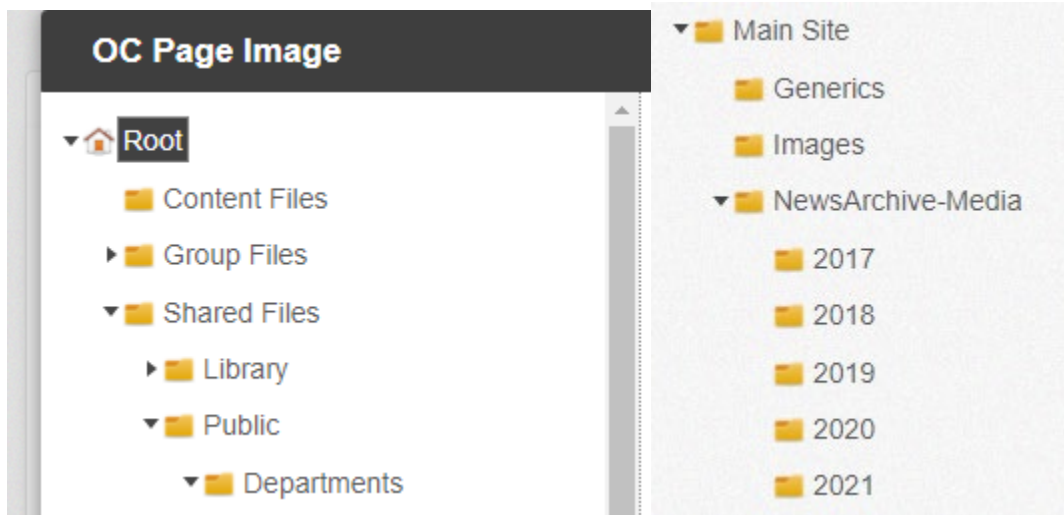 OC Page Image
Root
Content Files
Group Files
Shared Files
Library
Public
Departments
Main Site
Generics
Images
NewsArchive-Media
2017
2018
2019
2020
2021